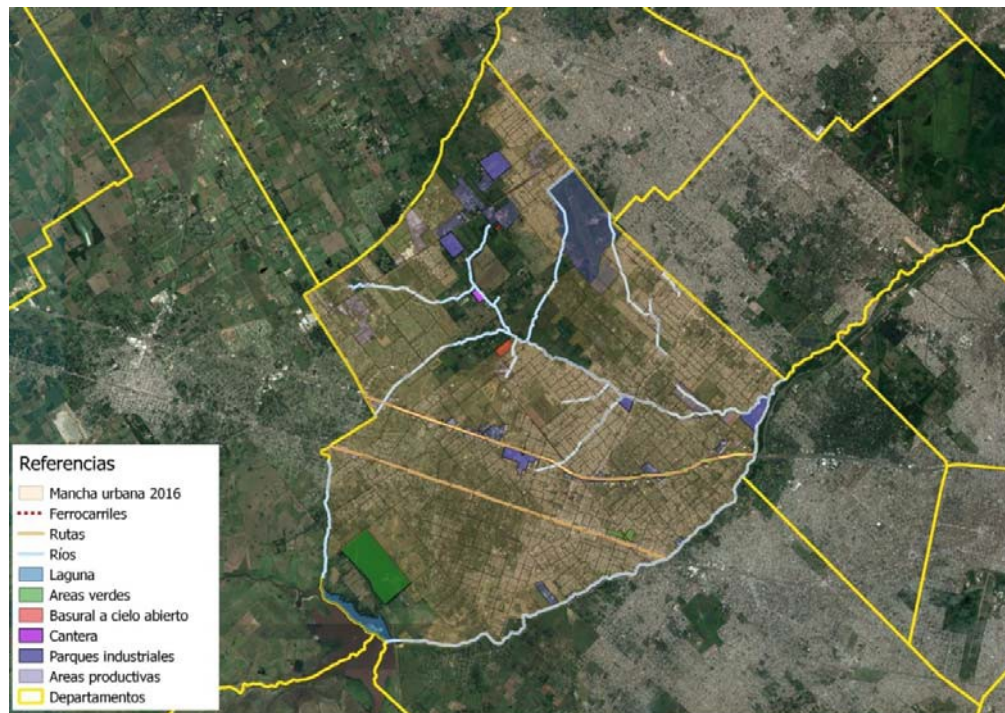 Referencias
Mancha urbana 2016
Ferrocarriles
Rutas
Ríos
Laguna
Areas verdes
Basural a cielo abierto
Cantera
Parques industriales
Areas productivas
Departamentos